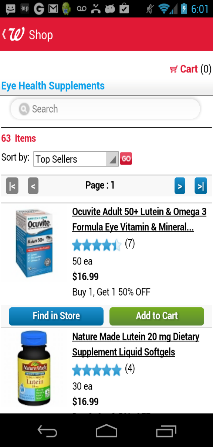 6:01
W Shop
Cart (0)
Eye Health Supplements
Search
63 Items
Sort by: Top Sellers GO
|< < Page : 1 > >|
Ocuvite Adult 50+ Lutein & Omega 3
Formula Eye Vitamin & Mineral...
Ocuvite
(7)
50 ea
$16.99
Buy 1, Get 1 50% OFF
Find in Store Add to Cart
Nature Made Lutein 20 mg Dietary
Supplement Liquid Softgels
Nature Made
Lutein
(4)
30 ea
$16.99